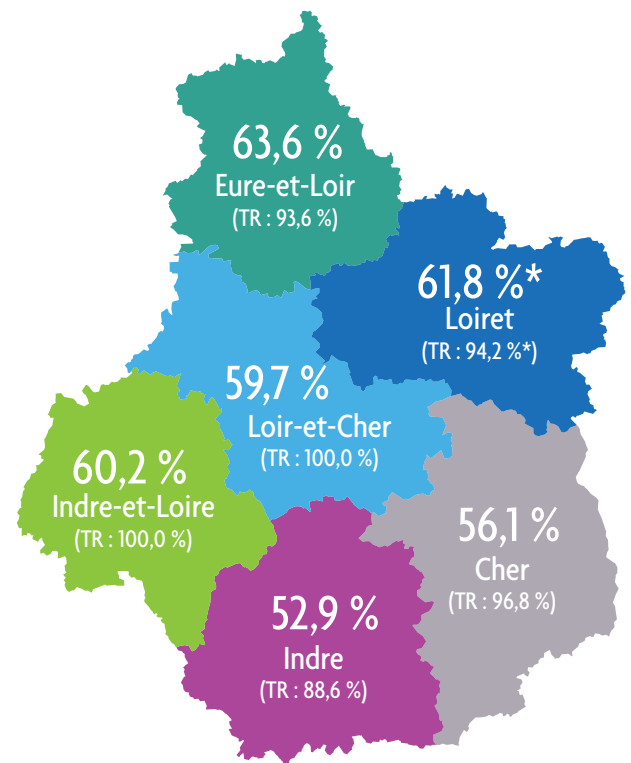 63,6 %
Eure-et-Loir
(TR : 93,6 %)
61,8 %*
Loiret
(TR : 94,2 %*)
59,7 %
Loir-et-Cher
(TR : 100,0 %)
60,2 %
Indre-et-Loire
(TR : 100,0 %)
56,1 %
Cher
(TR : 96,8 %)
52,9 %
Indre
(TR : 88,6 %)